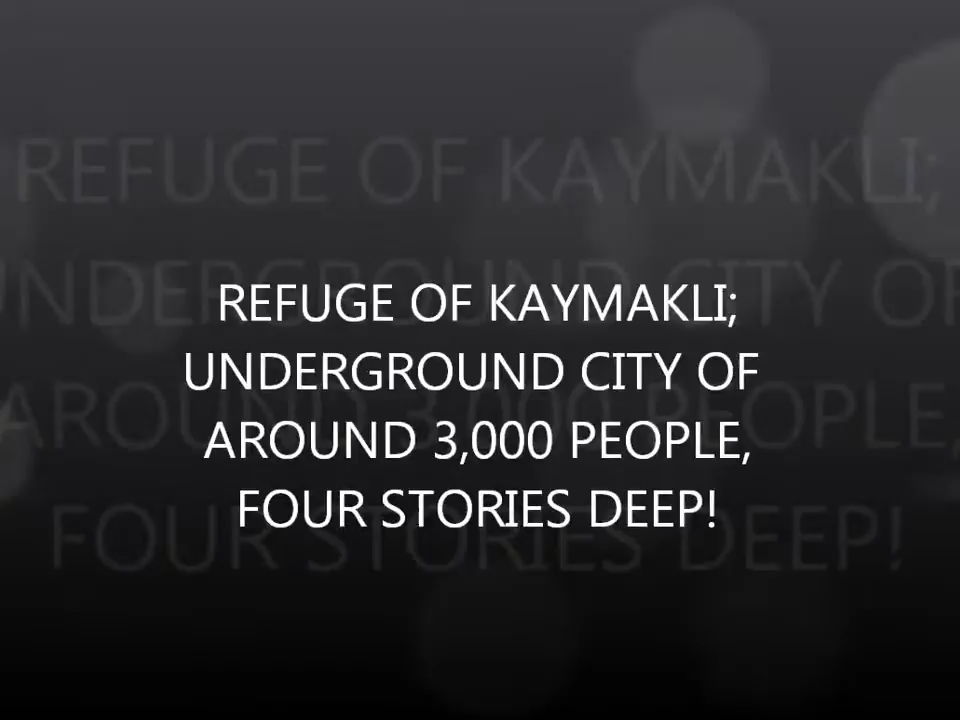 REFUGE OF KAYMAKLI;
UNDERGROUND CITY OF
AROUND 3,000 PEOPLE,
FOUR STORIES DEEP!